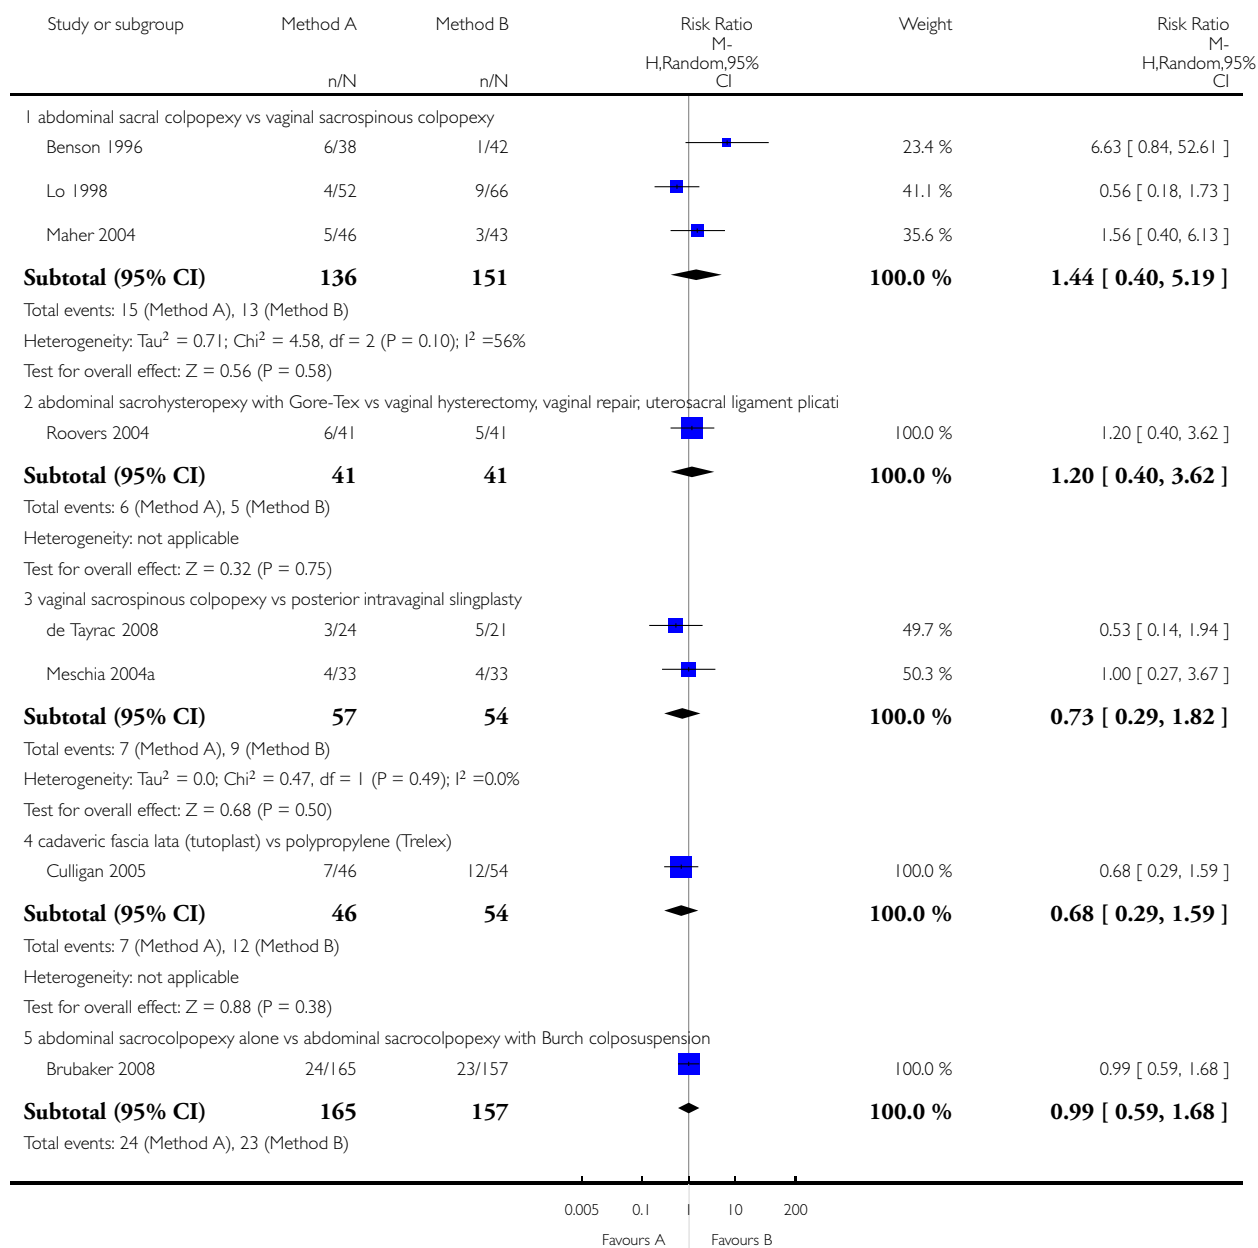 Study or subgroup Method A Method B Risk Ratio Weight Risk Ratio
M- M-
H,Random,95% H,Random,95%
n/N n/N CI CI
1 abdominal sacral colpopexy vs vaginal sacrospinous colpopexy
Benson 1996 6/38 1/42 23.4 % 6.63 [ 0.84, 52.61 ]
Lo 1998 4/52 9/66 41.1 % 0.56 [ 0.18, 1.73 ]
Maher 2004 5/46 3/43 35.6 % 1.56 [ 0.40, 6.13 ]
Subtotal (95% CI) 136 151 100.0 % 1.44 [ 0.40, 5.19 ]
Total events: 15 (Method A), 13 (Method B)
Heterogeneity: Tau² = 0.71; Chi² = 4.58, df = 2 (P = 0.10); I² =56%
Test for overall effect: Z = 0.56 (P = 0.58)
2 abdominal sacrohysteropexy with Gore-Tex vs vaginal hysterectomy, vaginal repair, uterosacral ligament plicati
Roovers 2004 6/41 5/41 100.0 % 1.20 [ 0.40, 3.62 ]
Subtotal (95% CI) 41 41 100.0 % 1.20 [ 0.40, 3.62 ]
Total events: 6 (Method A), 5 (Method B)
Heterogeneity: not applicable
Test for overall effect: Z = 0.32 (P = 0.75)
3 vaginal sacrospinous colpopexy vs posterior intravaginal slingplasty
de Tayrac 2008 3/24 5/21 49.7 % 0.53 [ 0.14, 1.94 ]
Meschia 2004a 4/33 4/33 50.3 % 1.00 [ 0.27, 3.67 ]
Subtotal (95% CI) 57 54 100.0 % 0.73 [ 0.29, 1.82 ]
Total events: 7 (Method A), 9 (Method B)
Heterogeneity: Tau² = 0.0; Chi² = 0.47, df = 1 (P = 0.49); I² =0.0%
Test for overall effect: Z = 0.68 (P = 0.50)
4 cadaveric fascia lata (tutoplast) vs polypropylene (Trelex)
Culligan 2005 7/46 12/54 100.0 % 0.68 [ 0.29, 1.59 ]
Subtotal (95% CI) 46 54 100.0 % 0.68 [ 0.29, 1.59 ]
Total events: 7 (Method A), 12 (Method B)
Heterogeneity: not applicable
Test for overall effect: Z = 0.88 (P = 0.38)
5 abdominal sacrocolpopexy alone vs abdominal sacrocolpopexy with Burch colposuspension
Brubaker 2008 24/165 23/157 100.0 % 0.99 [ 0.59, 1.68 ]
Subtotal (95% CI) 165 157 100.0 % 0.99 [ 0.59, 1.68 ]
Total events: 24 (Method A), 23 (Method B)
0.005 0.1 1 10 200
Favours A Favours B